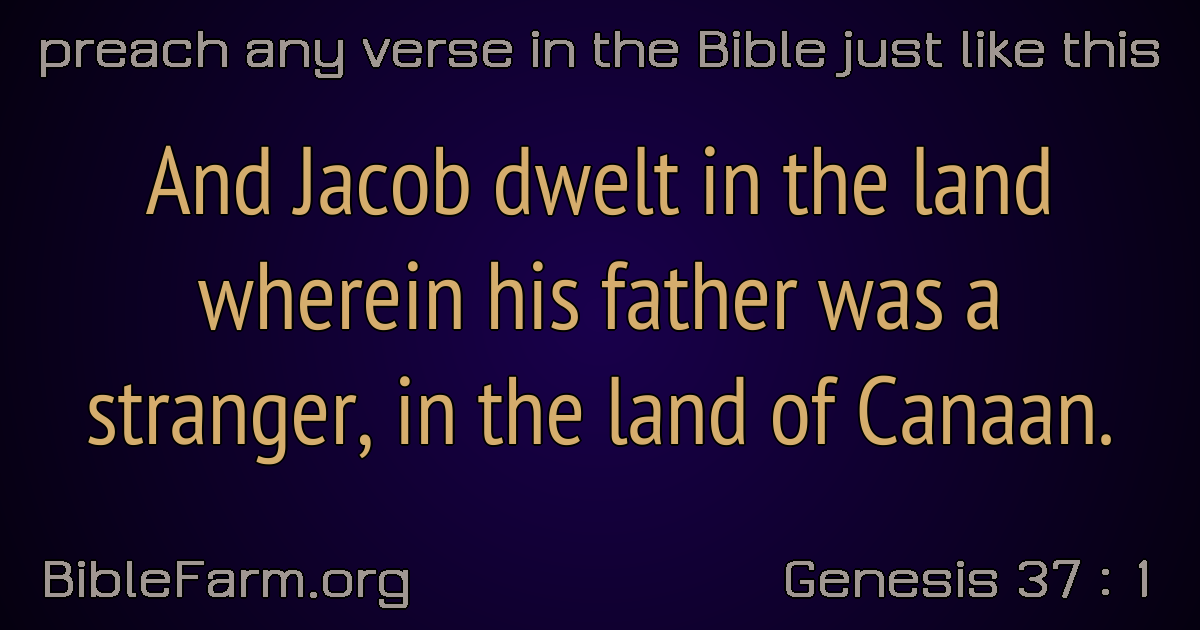 preach any verse in the Bible just like this
And Jacob dwelt in the land
wherein his father was a
stranger, in the land of Canaan.
BibleFarm.org
Genesis 37 : 1